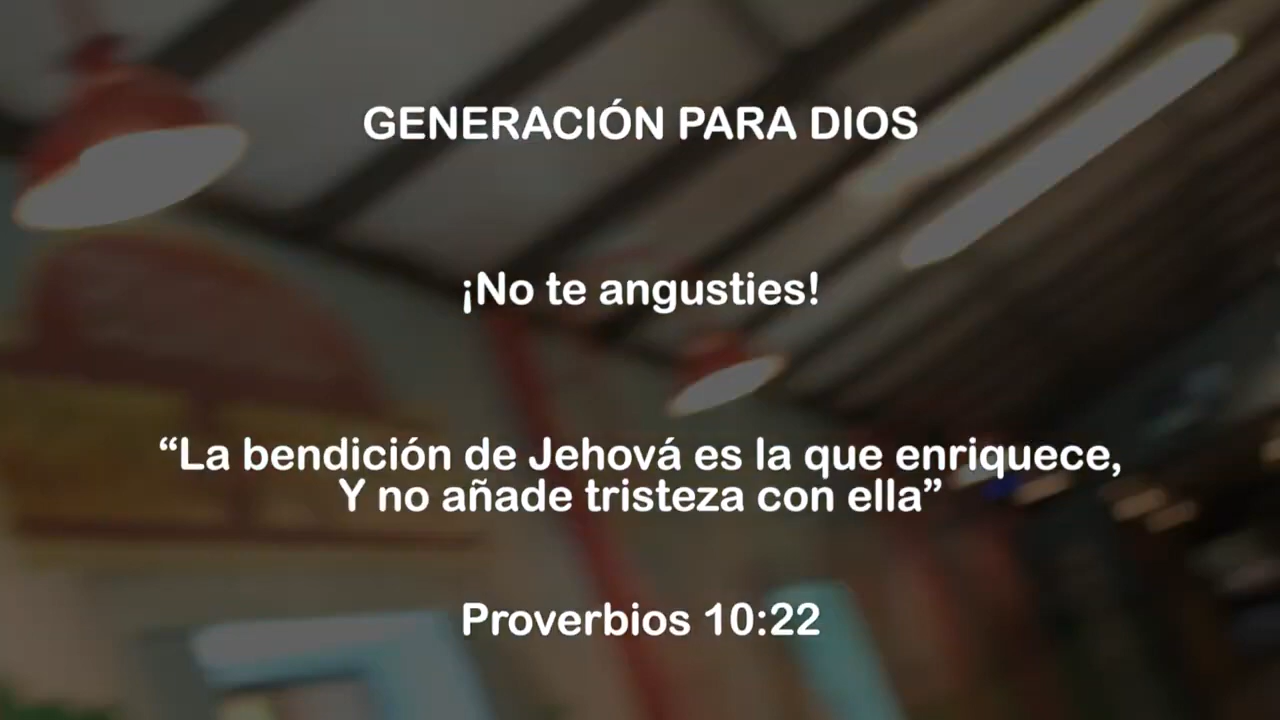 GENERACIÓN PARA DIOS
¡No te angusties!
“La bendición de Jehová es la que enriquece,
Y no añade tristeza con ella”
Proverbios 10:22